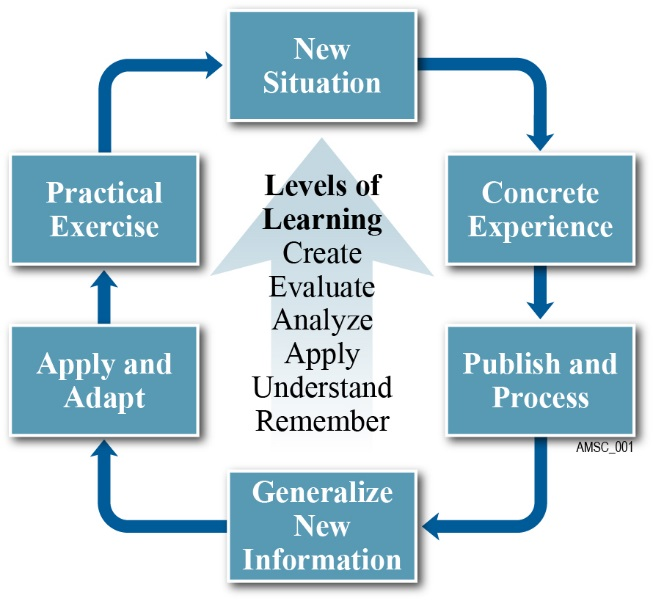 New
Situation
Concrete
Experience
Publish and
Process
AMSC_001
Generalize
New
Information
Apply and
Adapt
Practical
Exercise
Levels of
Learning
Create
Evaluate
Analyze
Apply
Understand
Remember